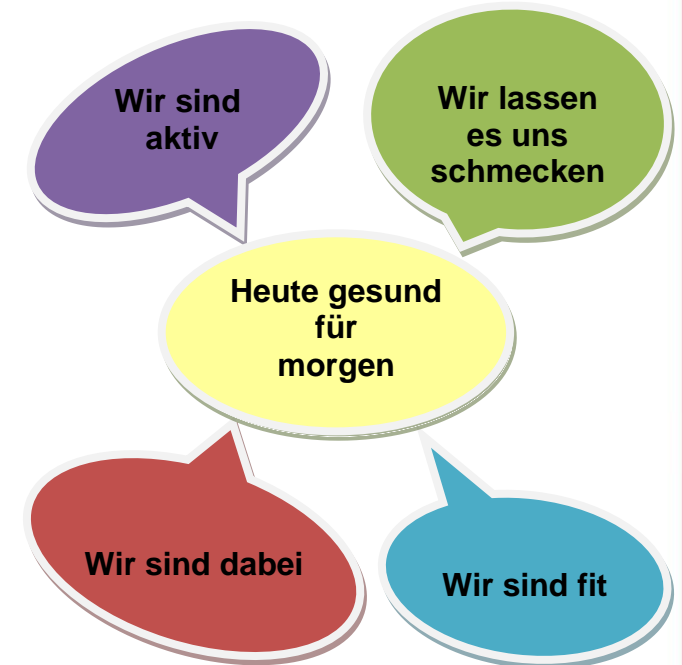 Wir sind
aktiv
Wir lassen
es uns
schmecken
Heute gesund
für
morgen
Wir sind dabei
Wir sind fit